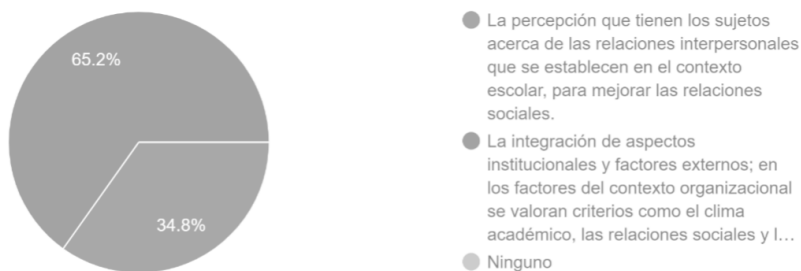 65.2%
34.8%
La percepción que tienen los sujetos
acerca de las relaciones interpersonales
que se establecen en el contexto
escolar, para mejorar las relaciones
sociales.
La integración de aspectos
institucionales y factores externos; en
los factores del contexto organizacional
se valoran criterios como el clima
académico, las relaciones sociales y l...
Ninguno